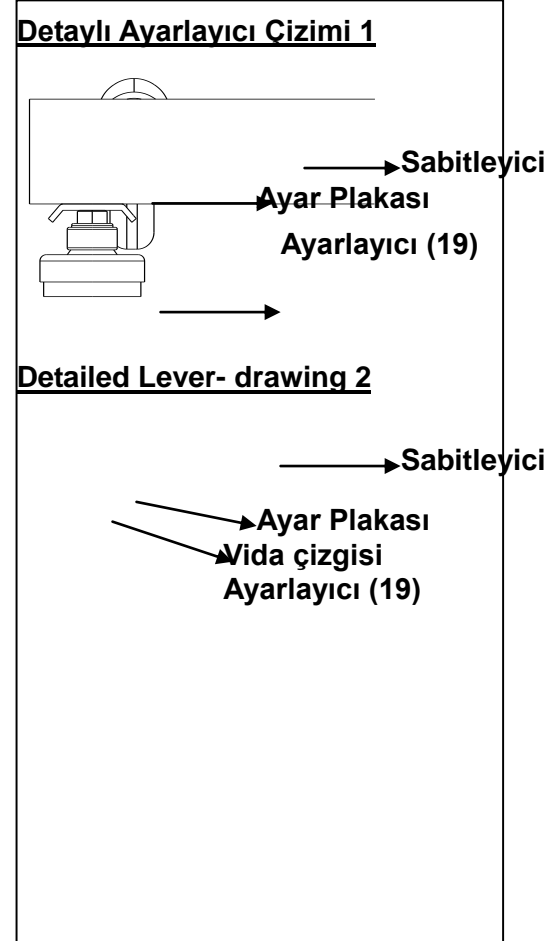 Detaylı Ayarlayıcı Çizimi 1
Sabitleyici
Ayar Plakası
Ayarlayıcı (19)
Detailed Lever- drawing 2
Sabitleyici
Ayar Plakası
Vida çizgisi
Ayarlayıcı (19)